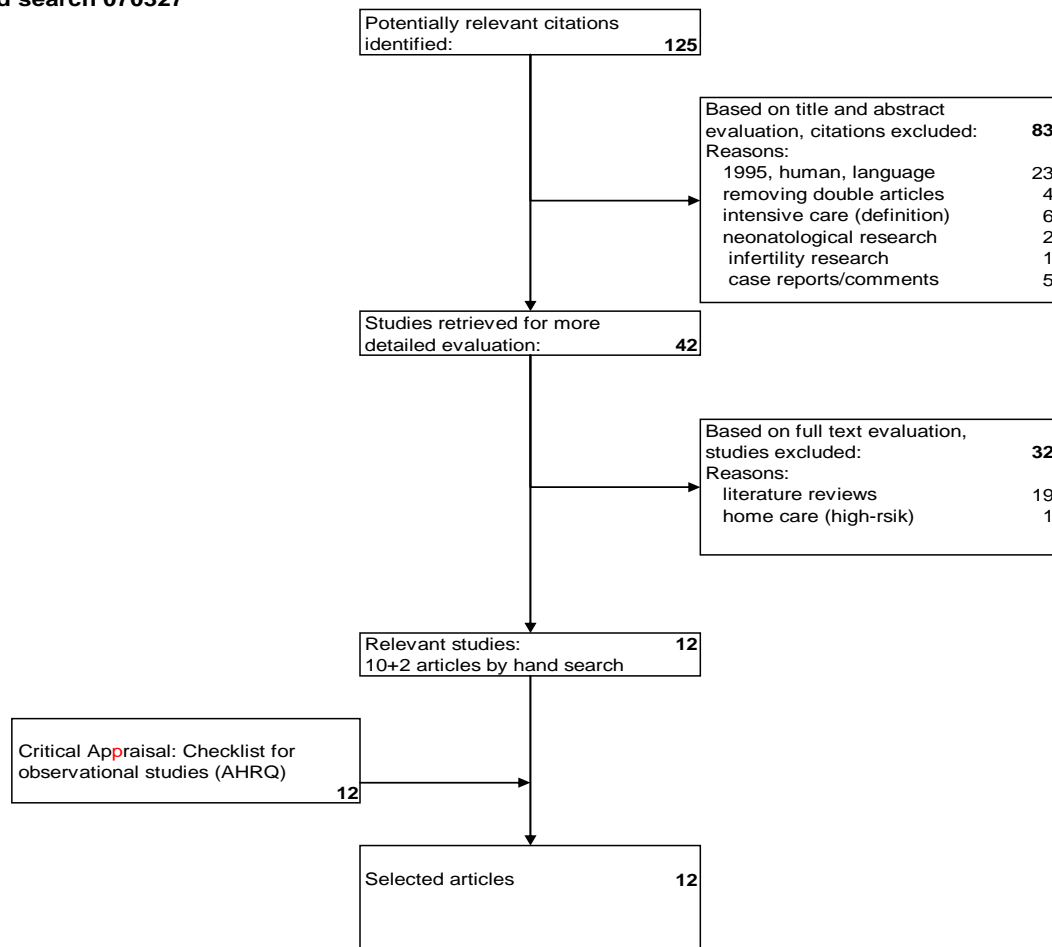 d search 070327
Potentially relevant citations
identified: 125
Based on title and abstract
evaluation, citations excluded: 83
Reasons:
1995, human, language 23
removing double articles 4
intensive care (definition) 6
neonatological research 2
infertility research 1
case reports/comments 5
Studies retrieved for more
detailed evaluation: 42
Based on full text evaluation,
studies excluded: 32
Reasons:
literature reviews 19
home care (high-rsik) 1
Relevant studies: 12
10+2 articles by hand search
Critical Appraisal: Checklist for
observational studies (AHRQ)
12
Selected articles 12